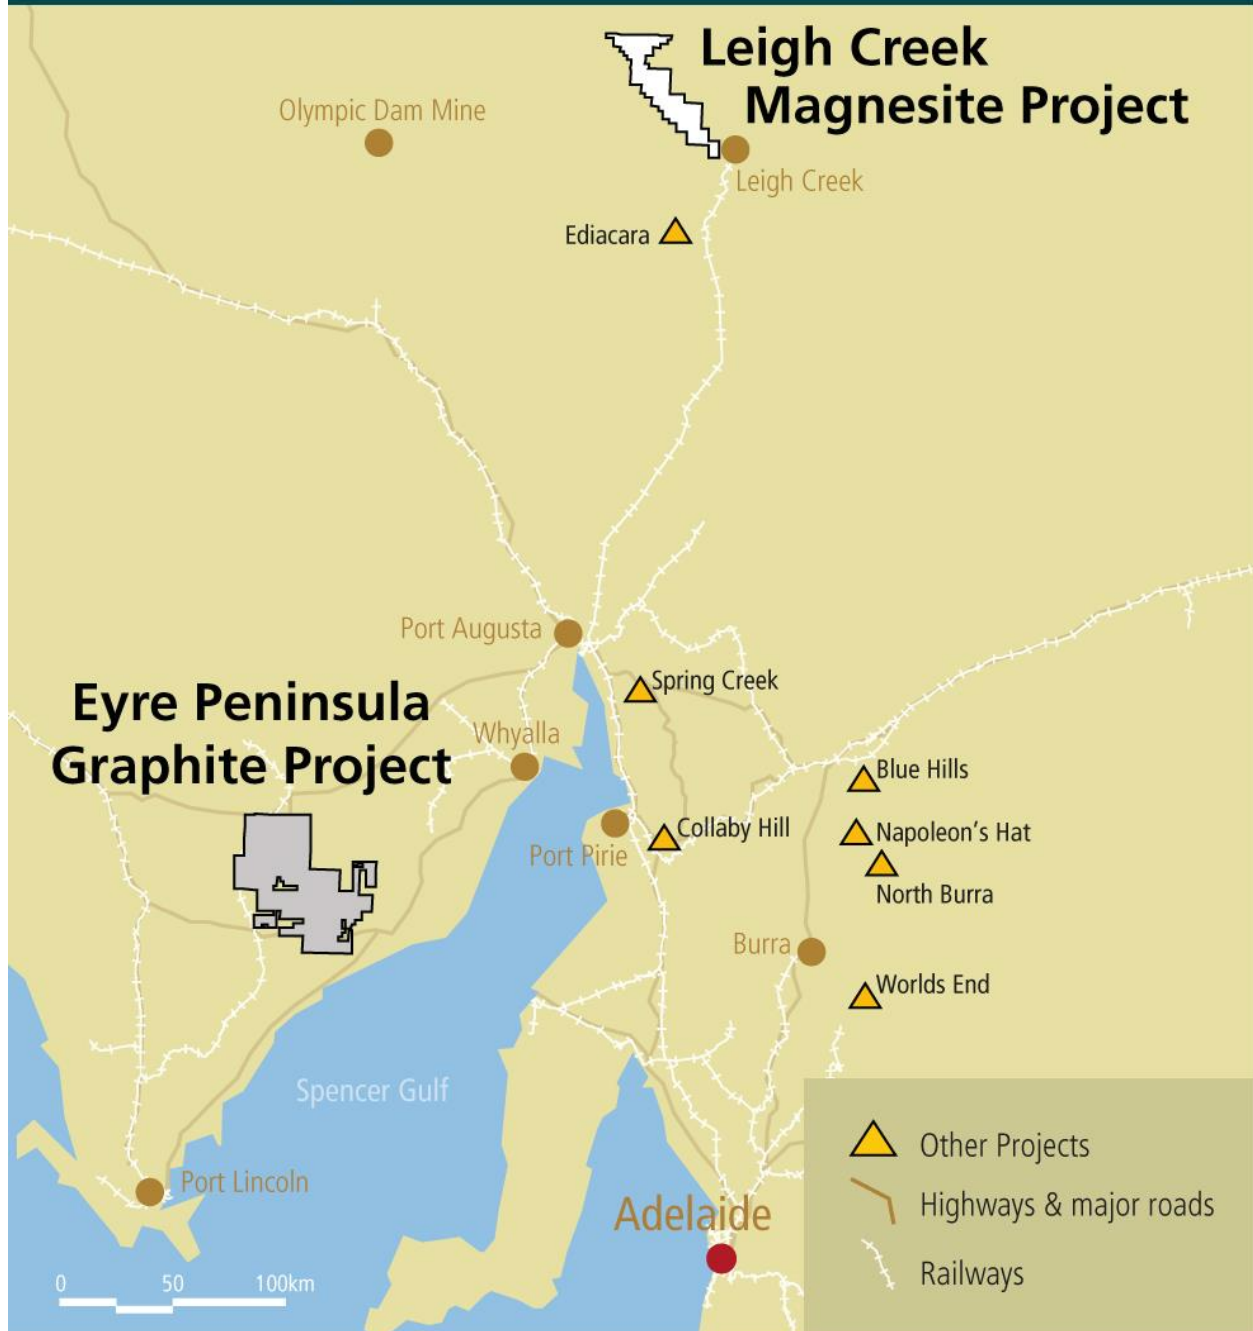 Leigh Creek
Magnesite Project
Olympic Dam Mine
Leigh Creek
Ediacara
Port Augusta
Spring Creek
Eyre Peninsula
Graphite Project
Whyalla
Blue Hills
Collaby Hill
Napoleon's Hat
Port Pirie
North Burra
Burra
Worlds End
Spencer Gulf
Other Projects
Port Lincoln
Highways & major roads
Adelaide
Railways
0 50 100km